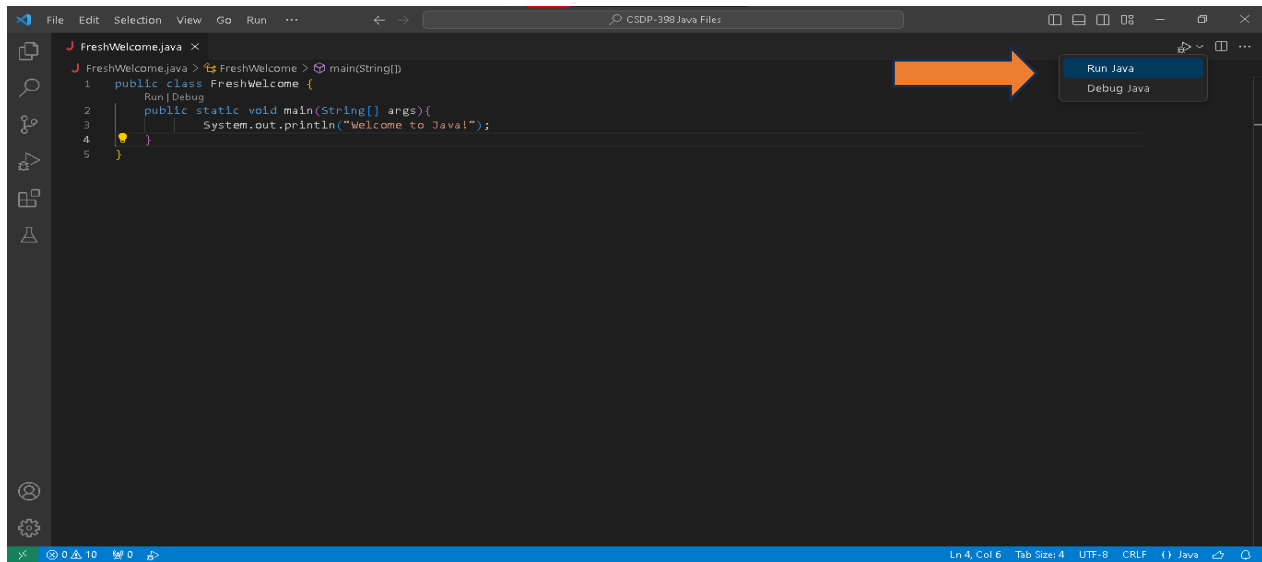 File Edit Selection View Go Run ··· CSDP-398 Java Files
FreshWelcome.java
FreshWelcome.java > FreshWelcome > main(String[])
Run Java
Debug Java
1 public class FreshWelcome {
Run | Debug
2 public static void main(String[] args){
3 System.out.println("Welcome to Java!");
4 }
5 }
0 10 0 Ln 4, Col 6 Tab Size: 4 UTF-8 CRLF {} Java